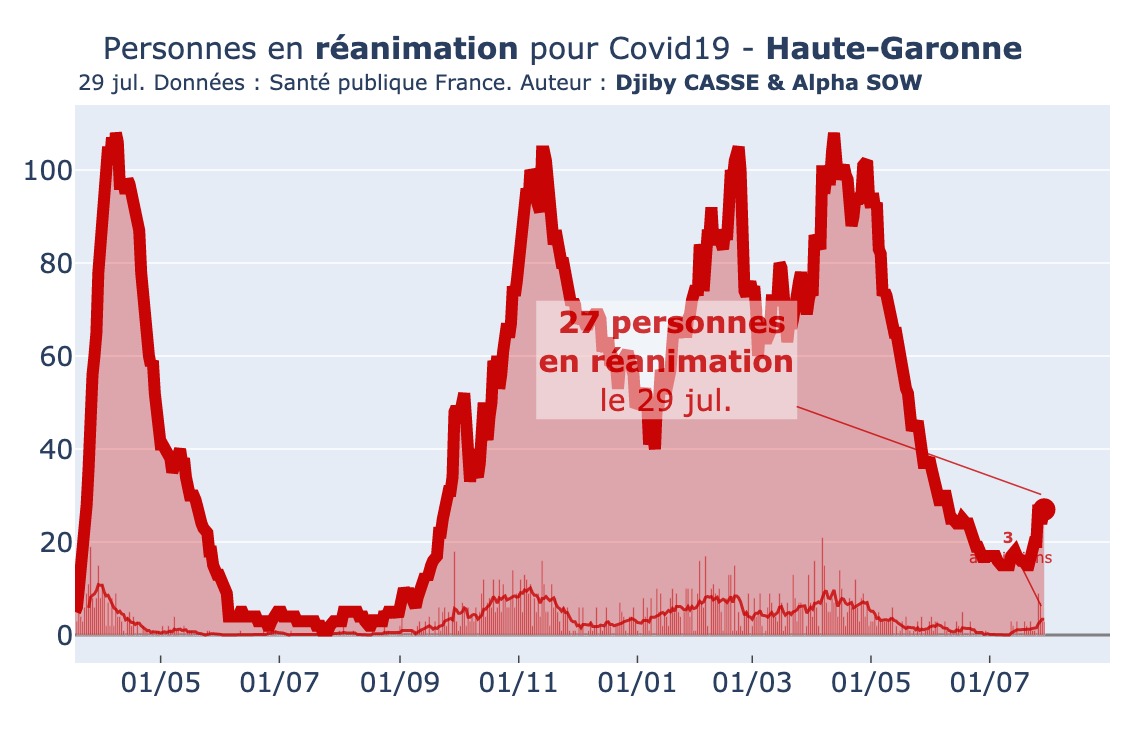 Personnes en réanimation pour Covid19 - Haute-Garonne
29 jul. Données : Santé publique France. Auteur : Djiby CASSE & Alpha SOW
100
80
60
40
20
0
27 personnes
en réanimation
le 29 jul.
3
01/05 01/07 01/09 01/11 01/01 01/03 01/05 01/07